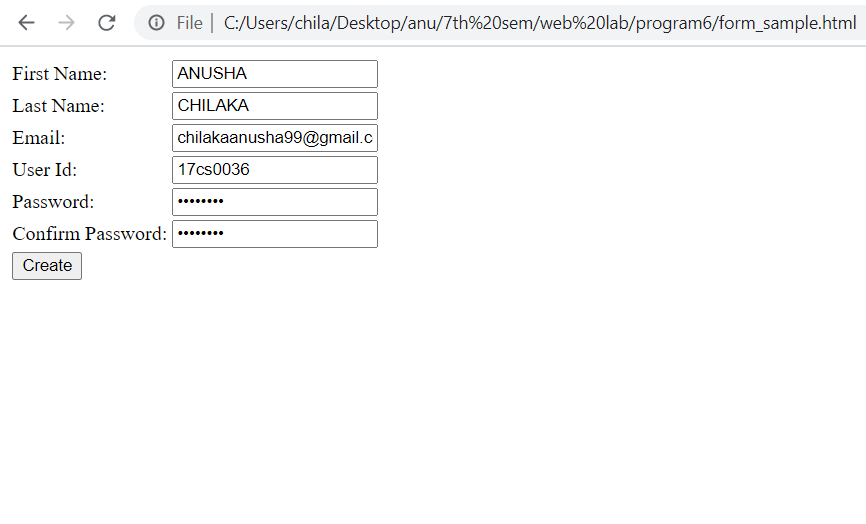 File | C:/Users/chila/Desktop/anu/7th%20sem/web%20lab/program6/form_sample.html
First Name: ANUSHA
Last Name: CHILAKA
Email: chilakaanusha99@gmail.c
User Id: 17cs0036
Password: ••••••••
Confirm Password: ••••••••
Create